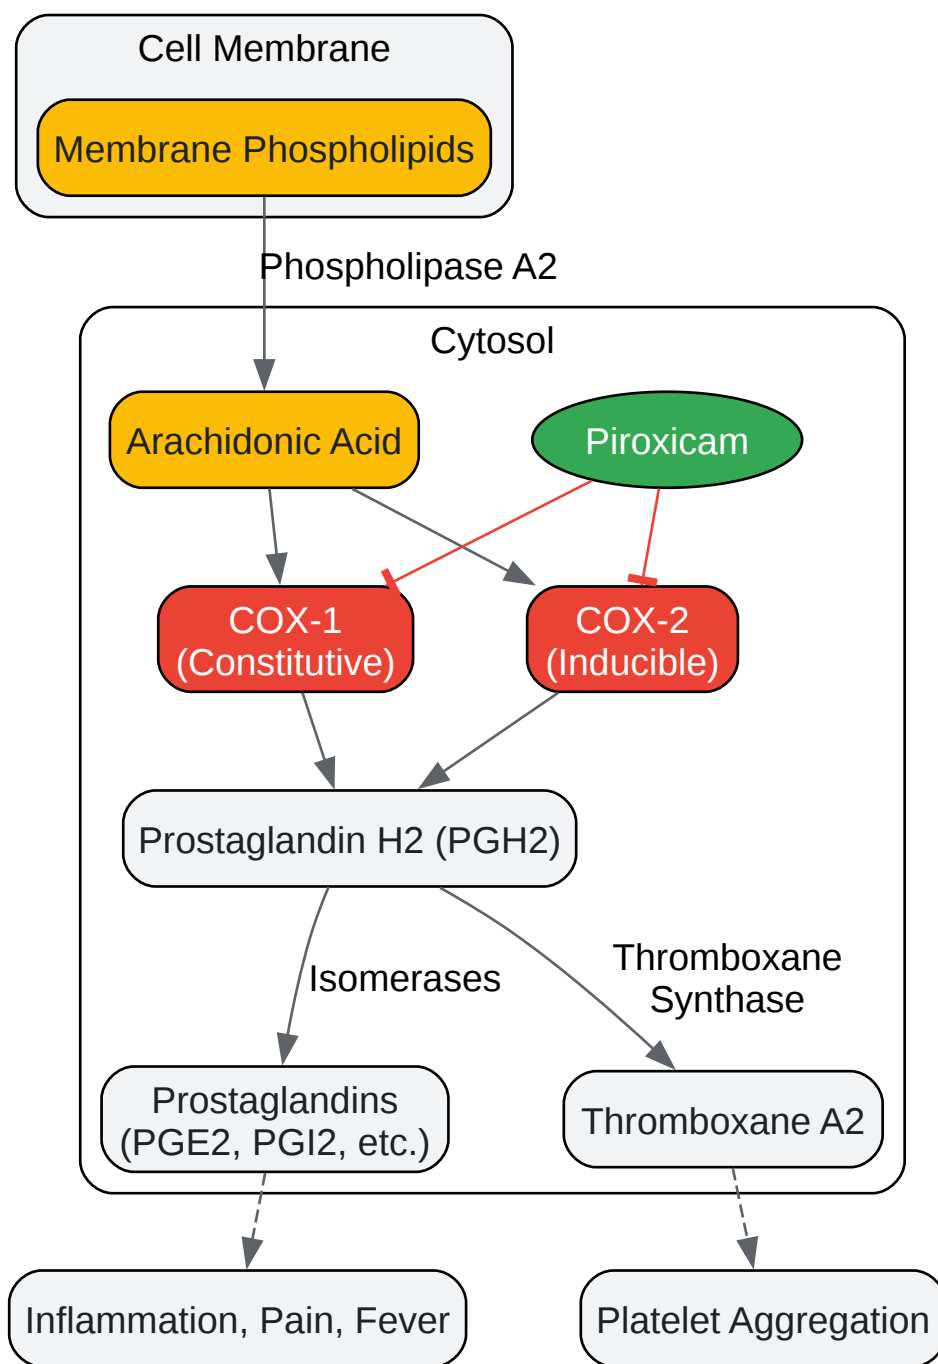 Cell Membrane
Membrane Phospholipids
Phospholipase A2
Cytosol
Arachidonic Acid
Piroxicam
COX-1
(Constitutive)
COX-2
(Inducible)
Prostaglandin H2 (PGH2)
Isomerases
Thromboxane
Synthase
Prostaglandins
(PGE2, PGI2, etc.)
Thromboxane A2
Inflammation, Pain, Fever
Platelet Aggregation